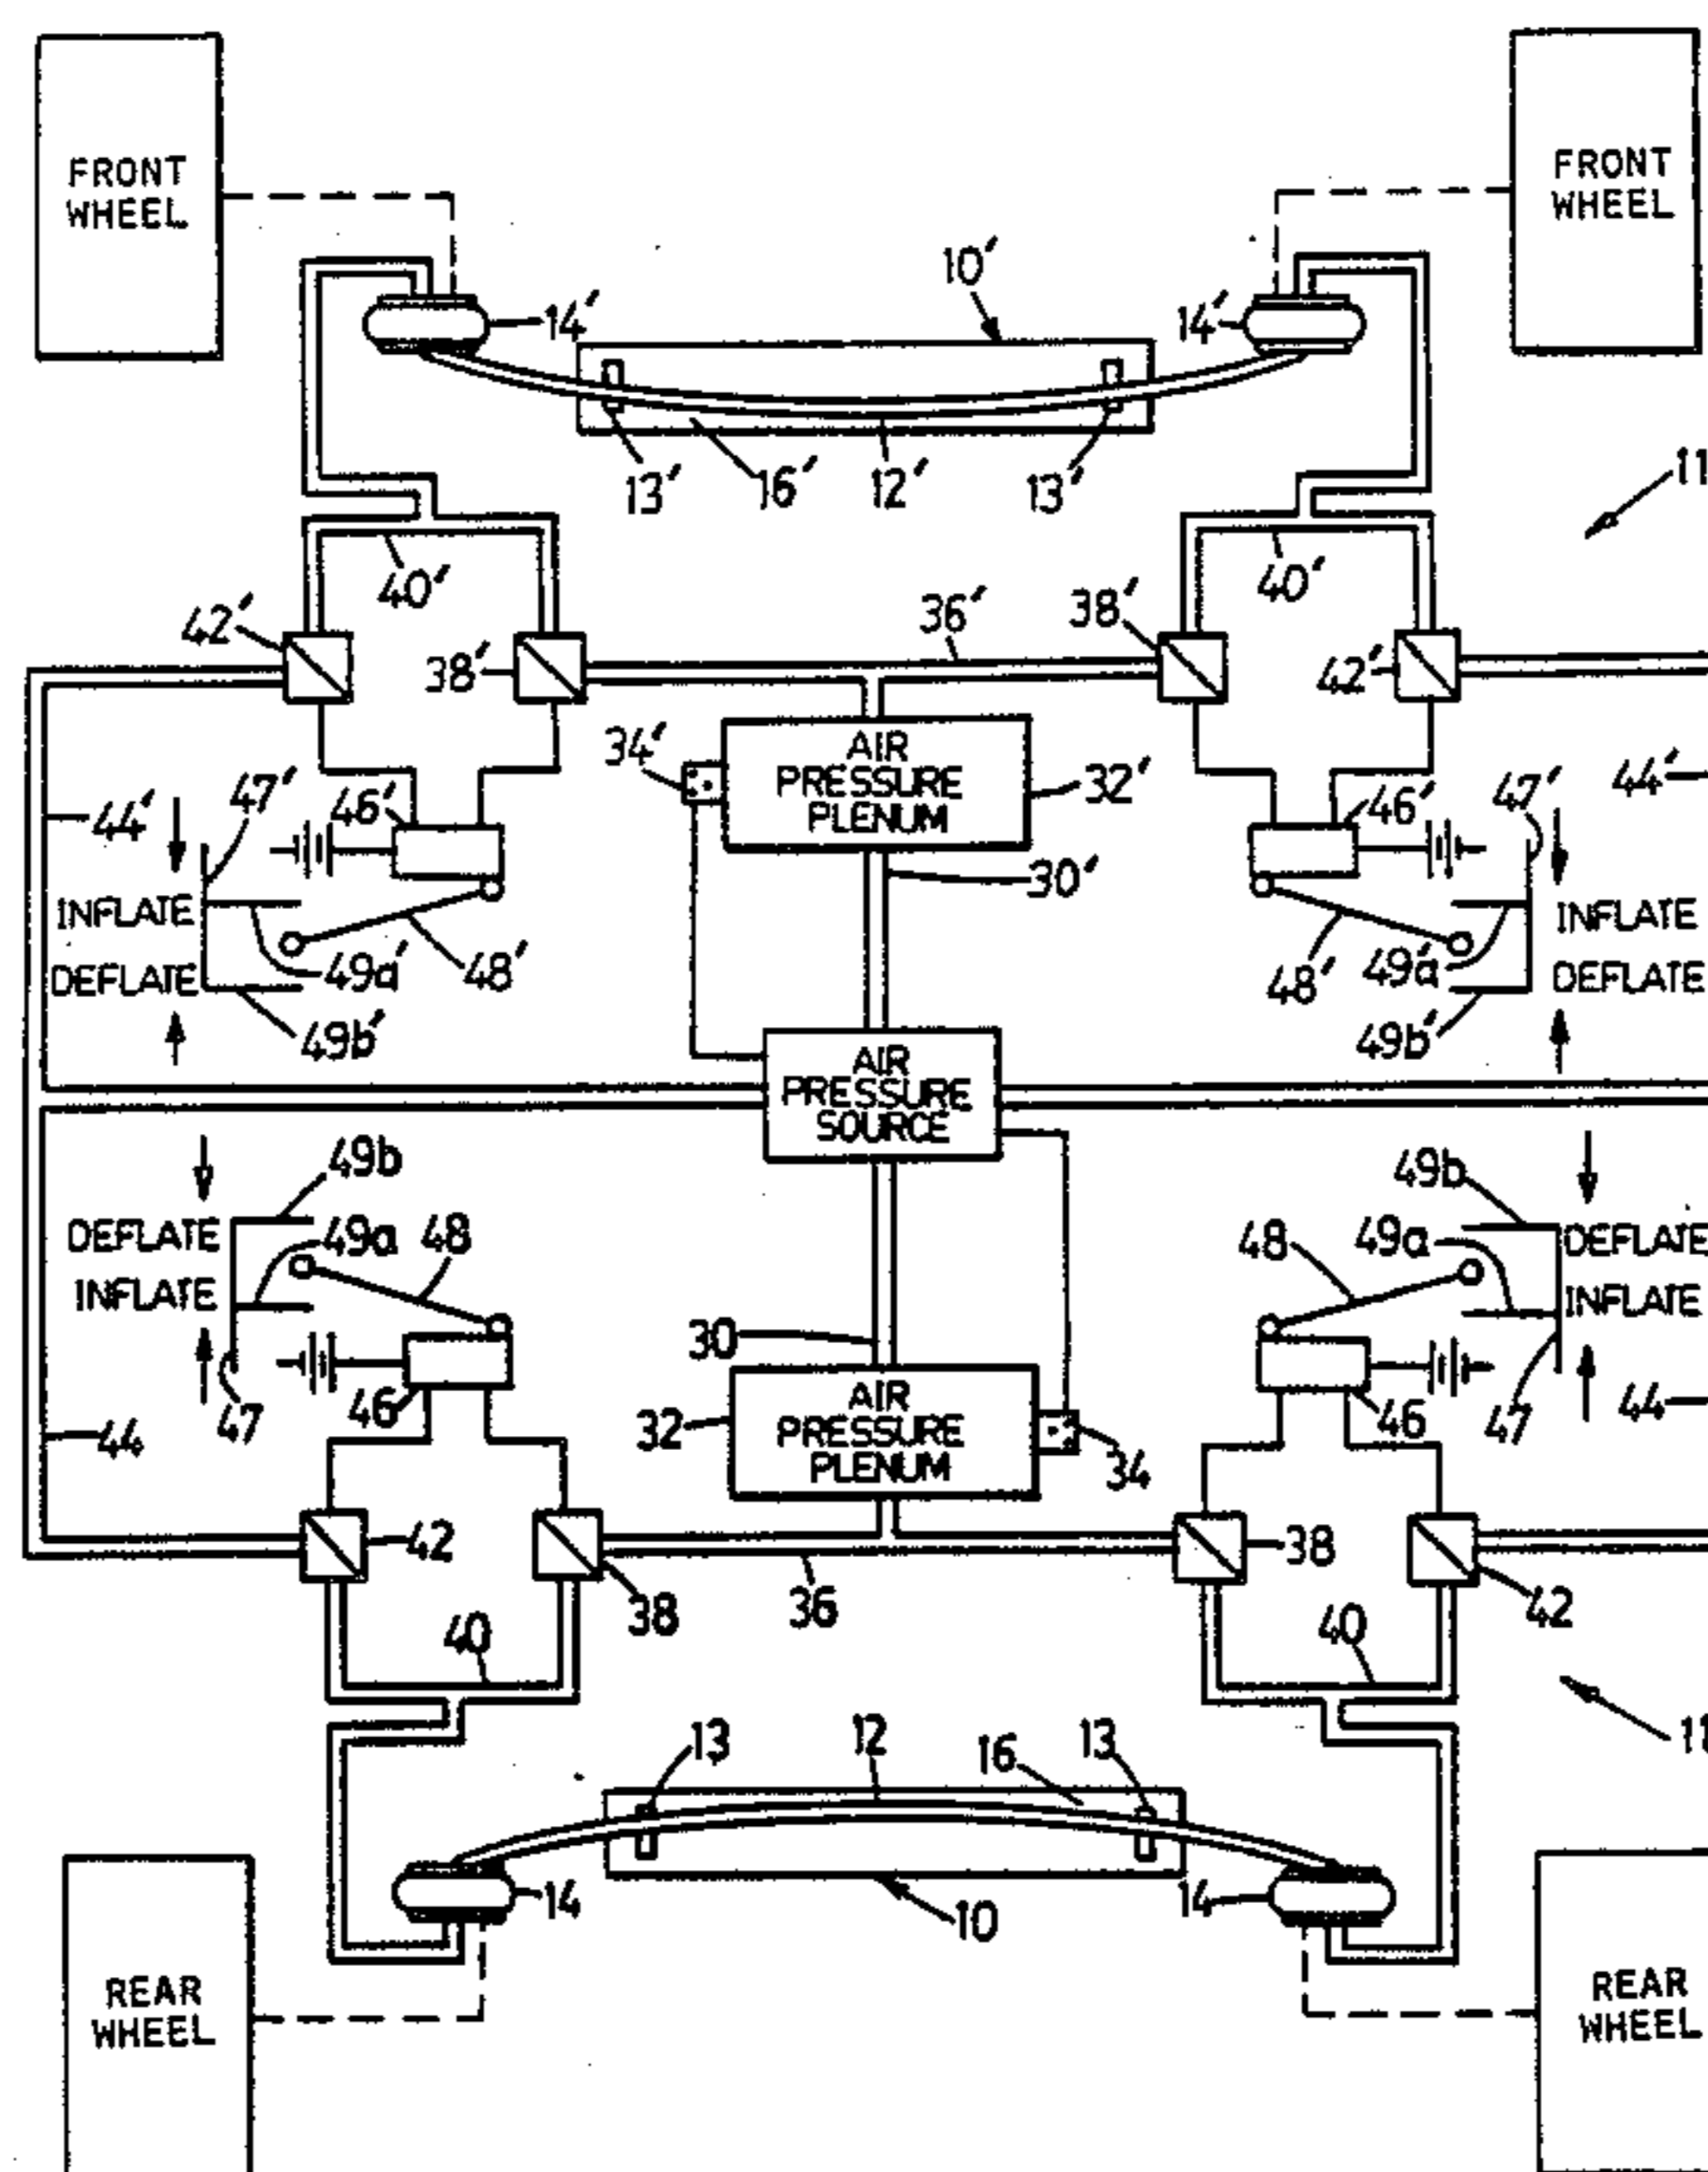 FRONT
WHEEL
FRONT
WHEEL
10′
14′
14′
13′
16′
12′
13′
11
40′
40′
42′
38′
36′
38′
42′
34′
AIR
PRESSURE
PLENUM
32′
47′
46′
44′
46′
47′
44′
30′
INFLATE
DEFLATE
49a′
48′
49b′
48′
49a′
INFLATE
DEFLATE
49b′
AIR
PRESSURE
SOURCE
49b
DEFLATE
INFLATE
49a
48
49b
48
49a
DEFLATE
INFLATE
30
47
46
44
32
AIR
PRESSURE
PLENUM
34
46
47
44
42
38
36
38
42
40
40
13
12
16
13
11
14
10
14
REAR
WHEEL
REAR
WHEEL